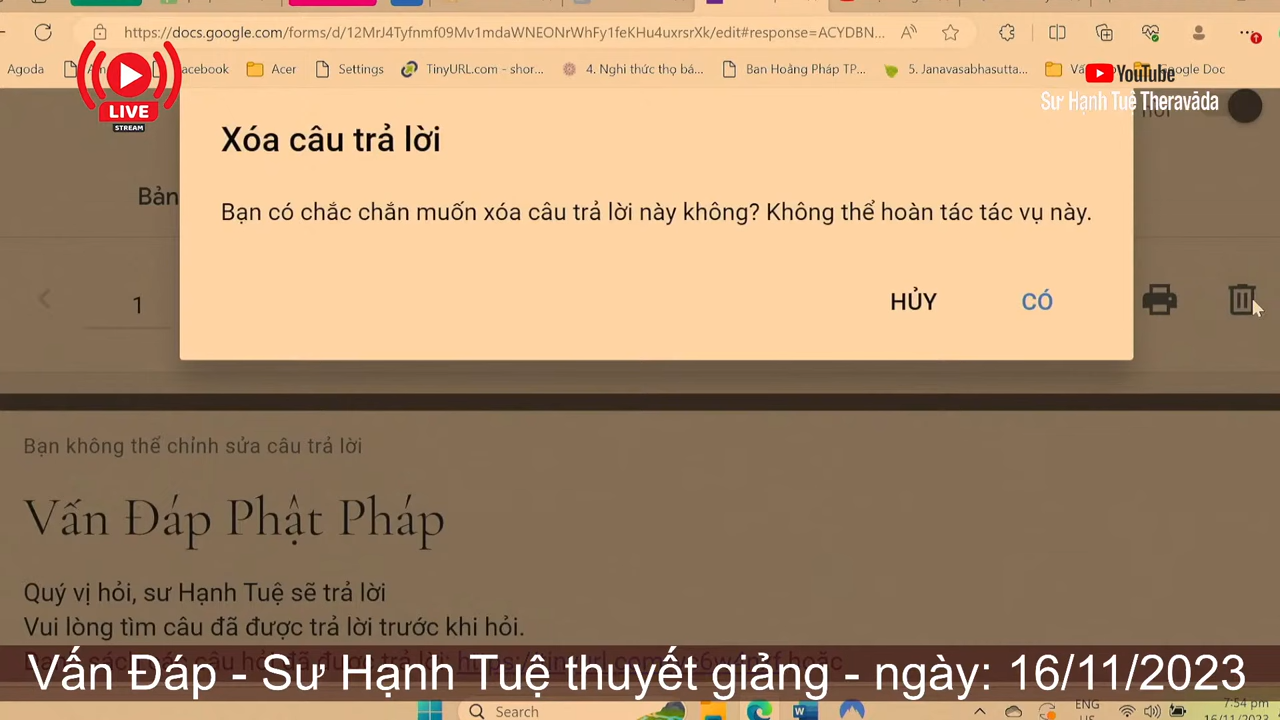 https://docs.google.com/forms/d/12MrJ4Tyfnmf09Mv1mdaWNEONrWhFy1feKHu4uxrsrXk/edit#response=ACYDBN...
Agoda
acebook
Acer
Settings
TinyURL.com - shor...
4. Nghi thức thọ bá...
Ban Hoằng Pháp TP...
5. Janavasabhasutta...
Google Doc
LIVE
STREAM
YouTube
Sư Hạnh Tuệ Theravāda
Xóa câu trả lời
Bạn có chắc chắn muốn xóa câu trả lời này không? Không thể hoàn tác tác vụ này.
Bản
1
HỦY
CÓ
Bạn không thể chỉnh sửa câu trả lời
Vấn Đáp Phật Pháp
Quý vị hỏi, sư Hạnh Tuệ sẽ trả lời
Vui lòng tìm câu đã được trả lời trước khi hỏi.
Vấn Đáp - Sư Hạnh Tuệ thuyết giảng - ngày: 16/11/2023
Search
ENG
7:54 pm
US
16/11/2023